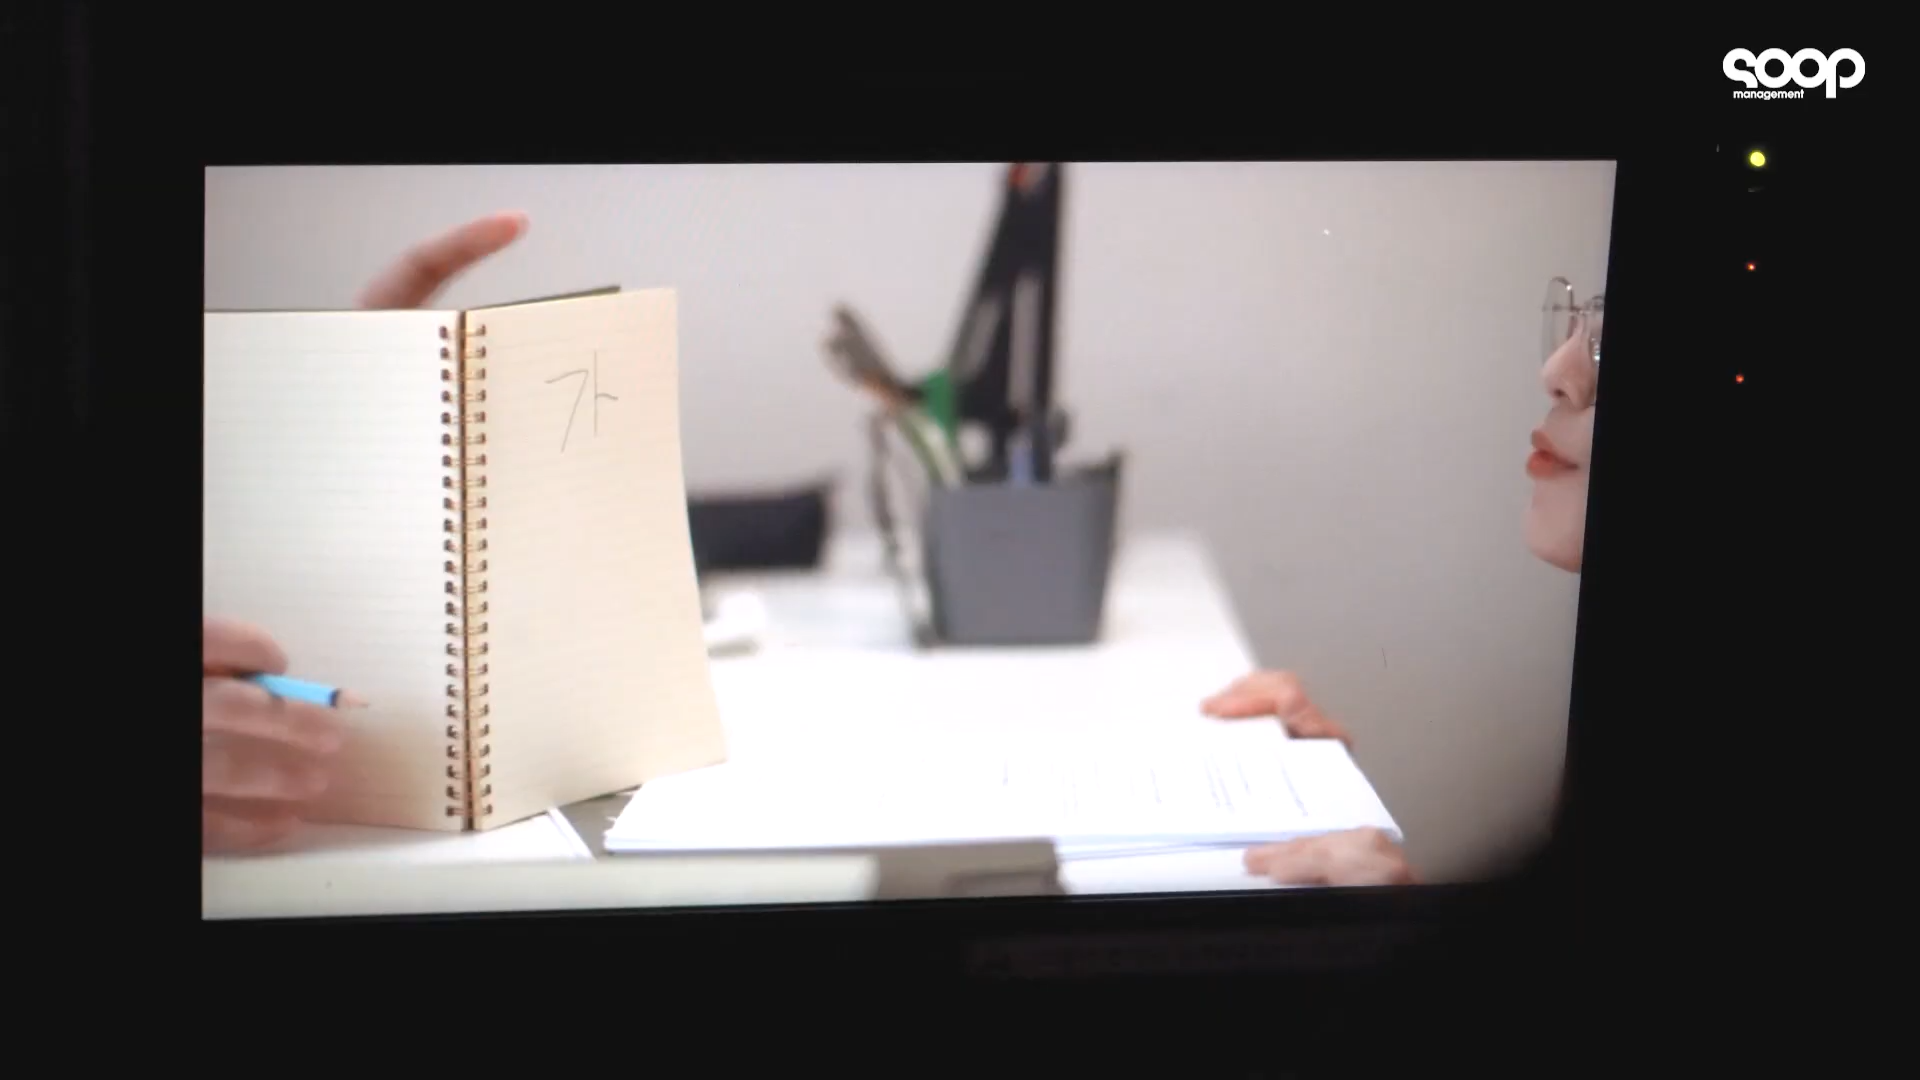 soop
management
가